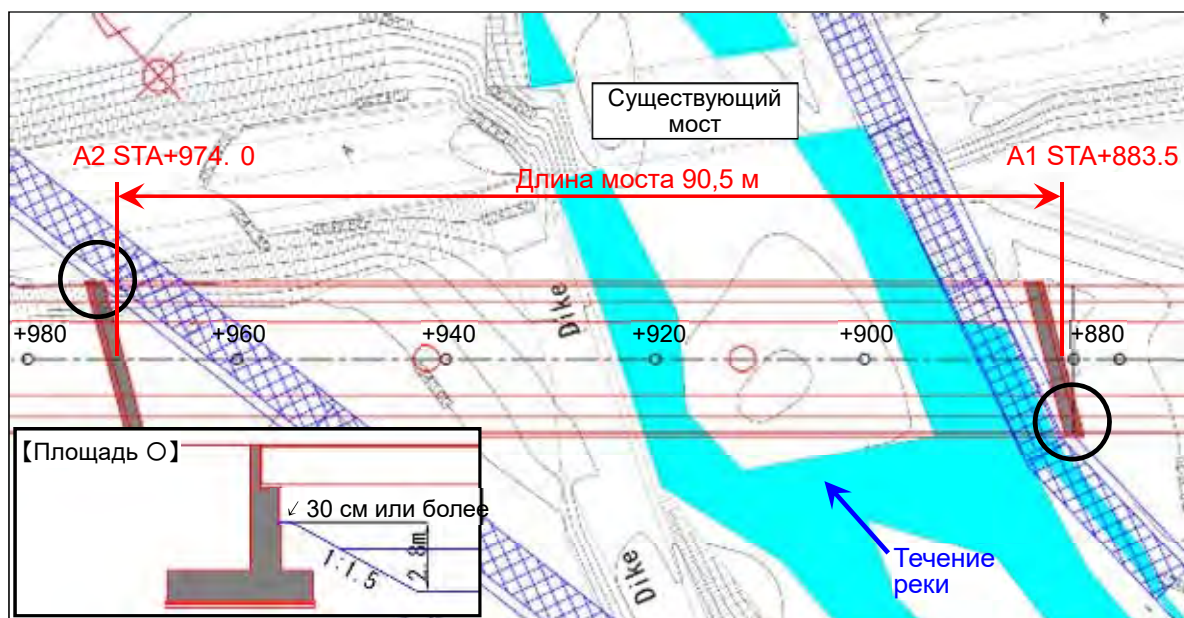 Существующий
мост
A2 STA+974. 0
A1 STA+883.5
Длина моста 90,5 м
Dike
+980
+960
+940
+920
+900
+880
【Площадь ○】
30 см или более
2.8m
1:1.5
Dike
Течение
реки